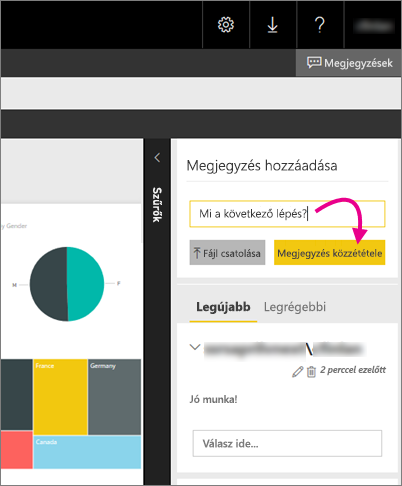 ?
Megjegyzések
Szűrők
Megjegyzés hozzáadása
Mi a következő lépés?
Fájl csatolása
Megjegyzés közzététele
Legújabb Legrégebbi
\
2 perccel ezelőtt
Jó munka!
Válasz ide...
y Gender
M
F
France
Germany
Canada